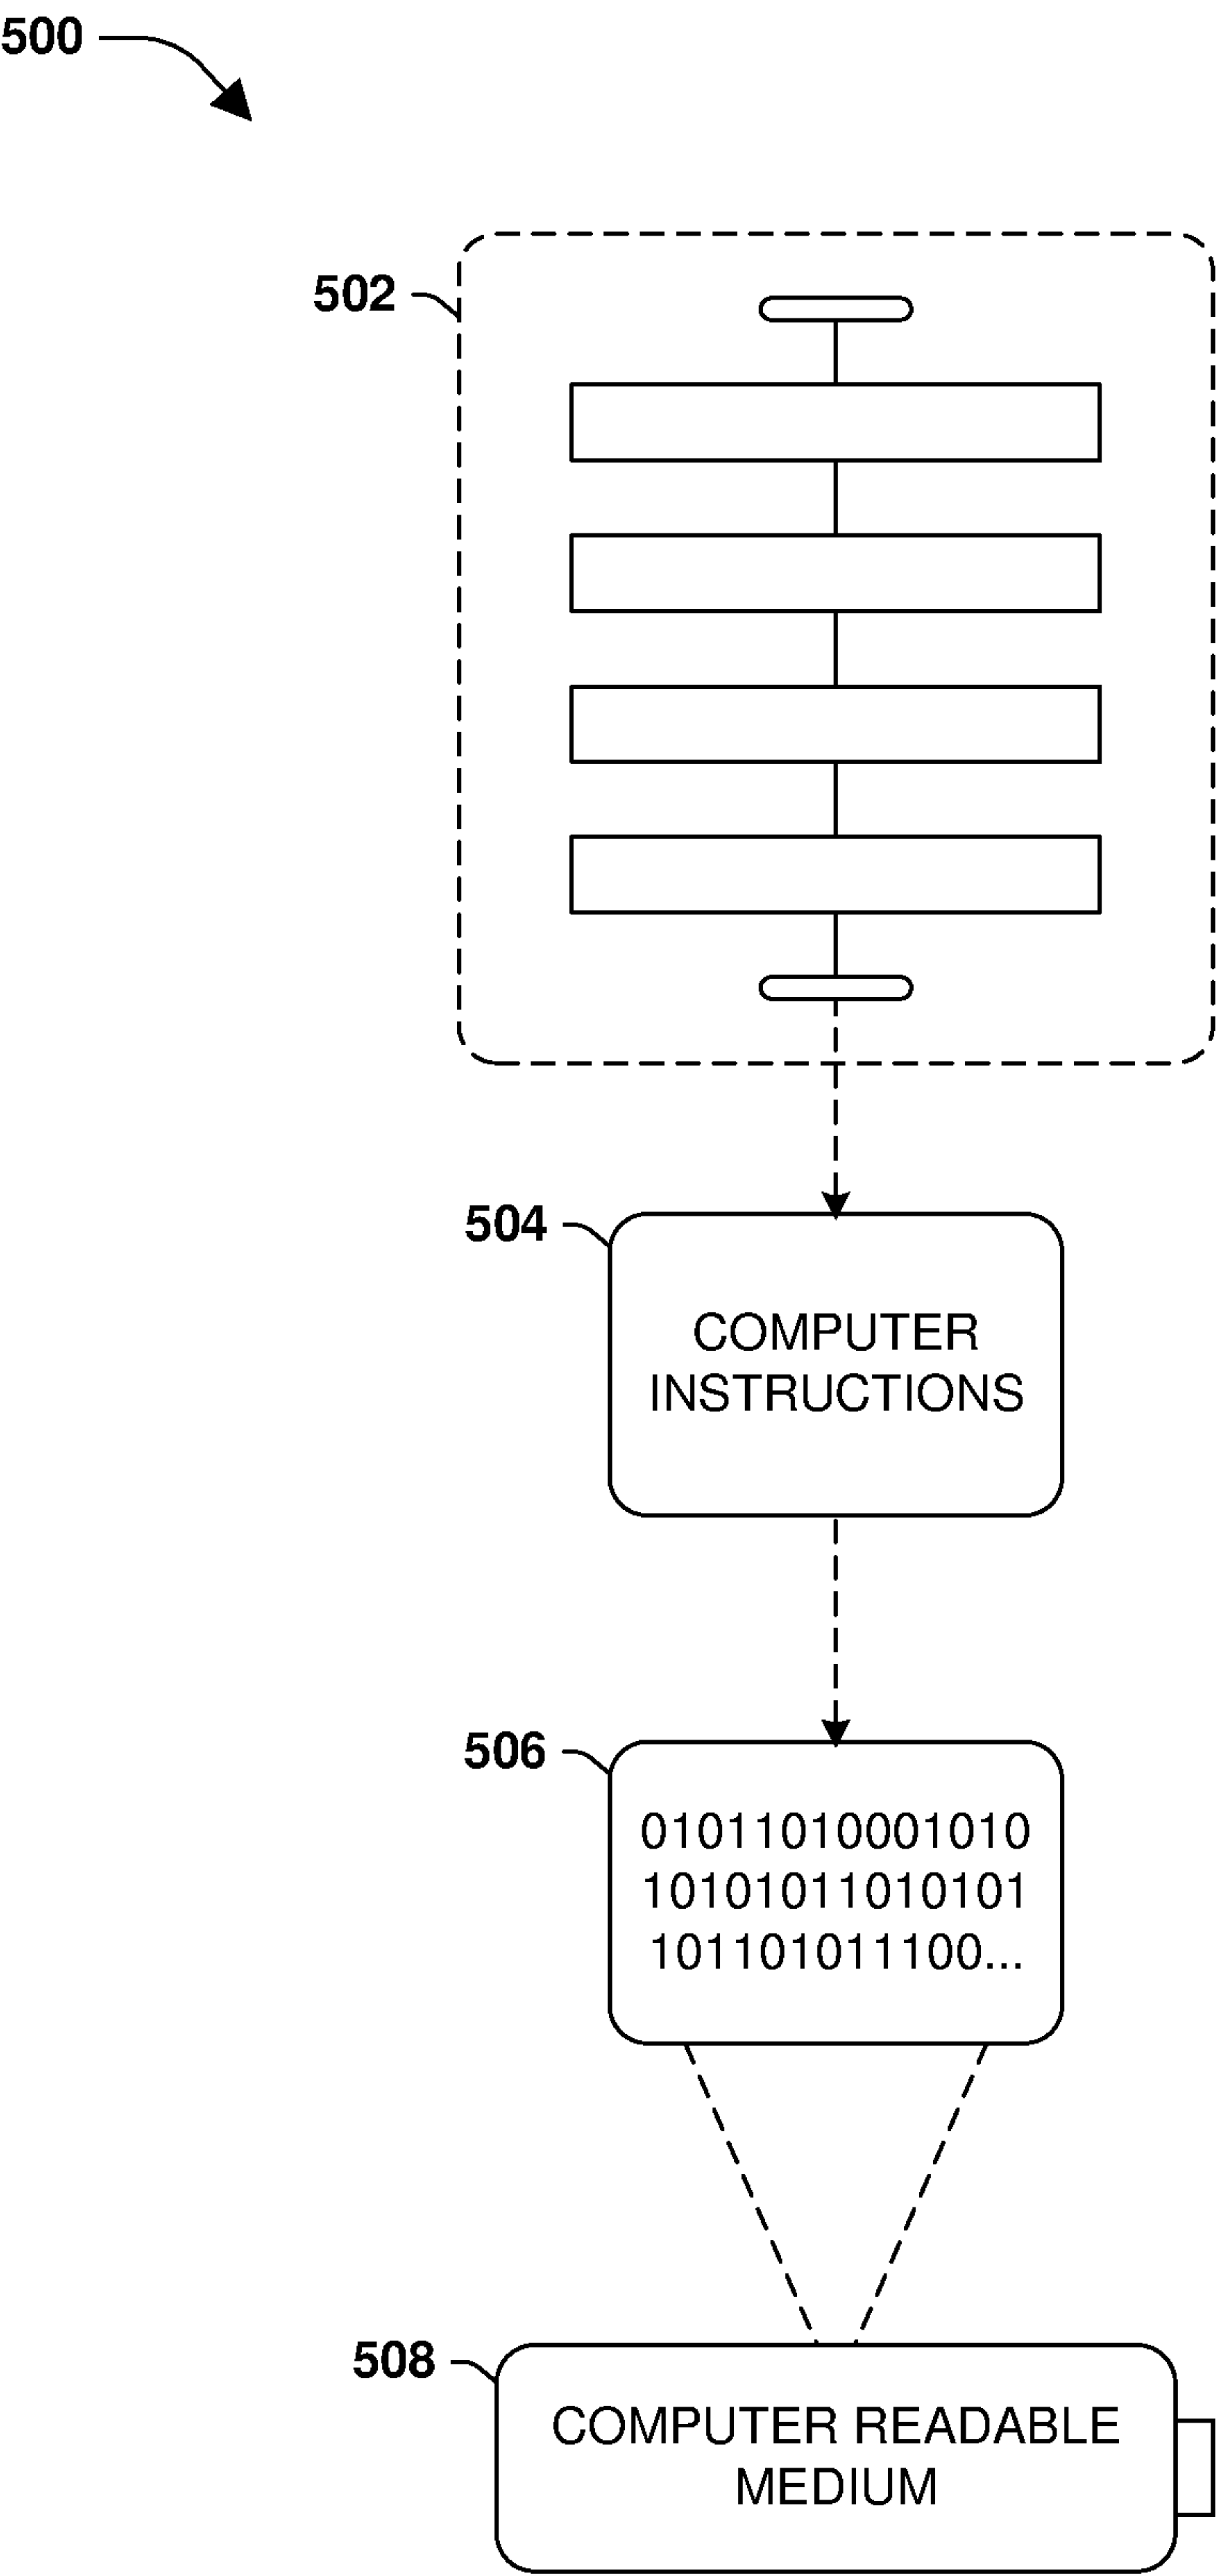 500
502
504
COMPUTER
INSTRUCTIONS
506
01011010001010
10101011010101
101101011100...
508
COMPUTER READABLE
MEDIUM